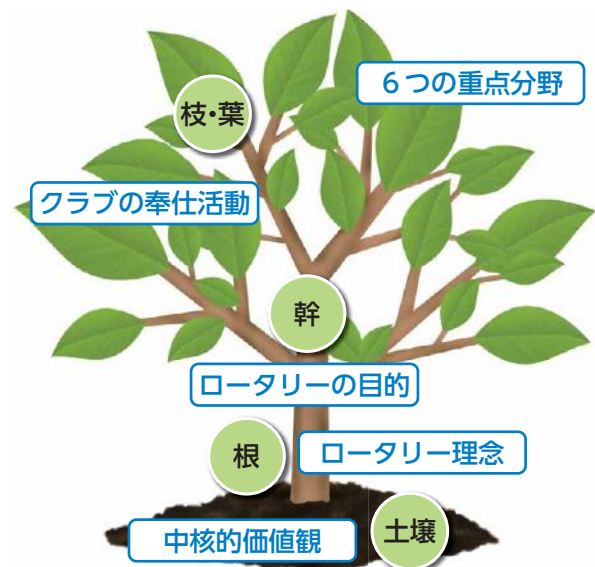 6つの重点分野
枝・葉
クラブの奉仕活動
幹
ロータリーの目的
根
ロータリー理念
中核的価値観
土壌